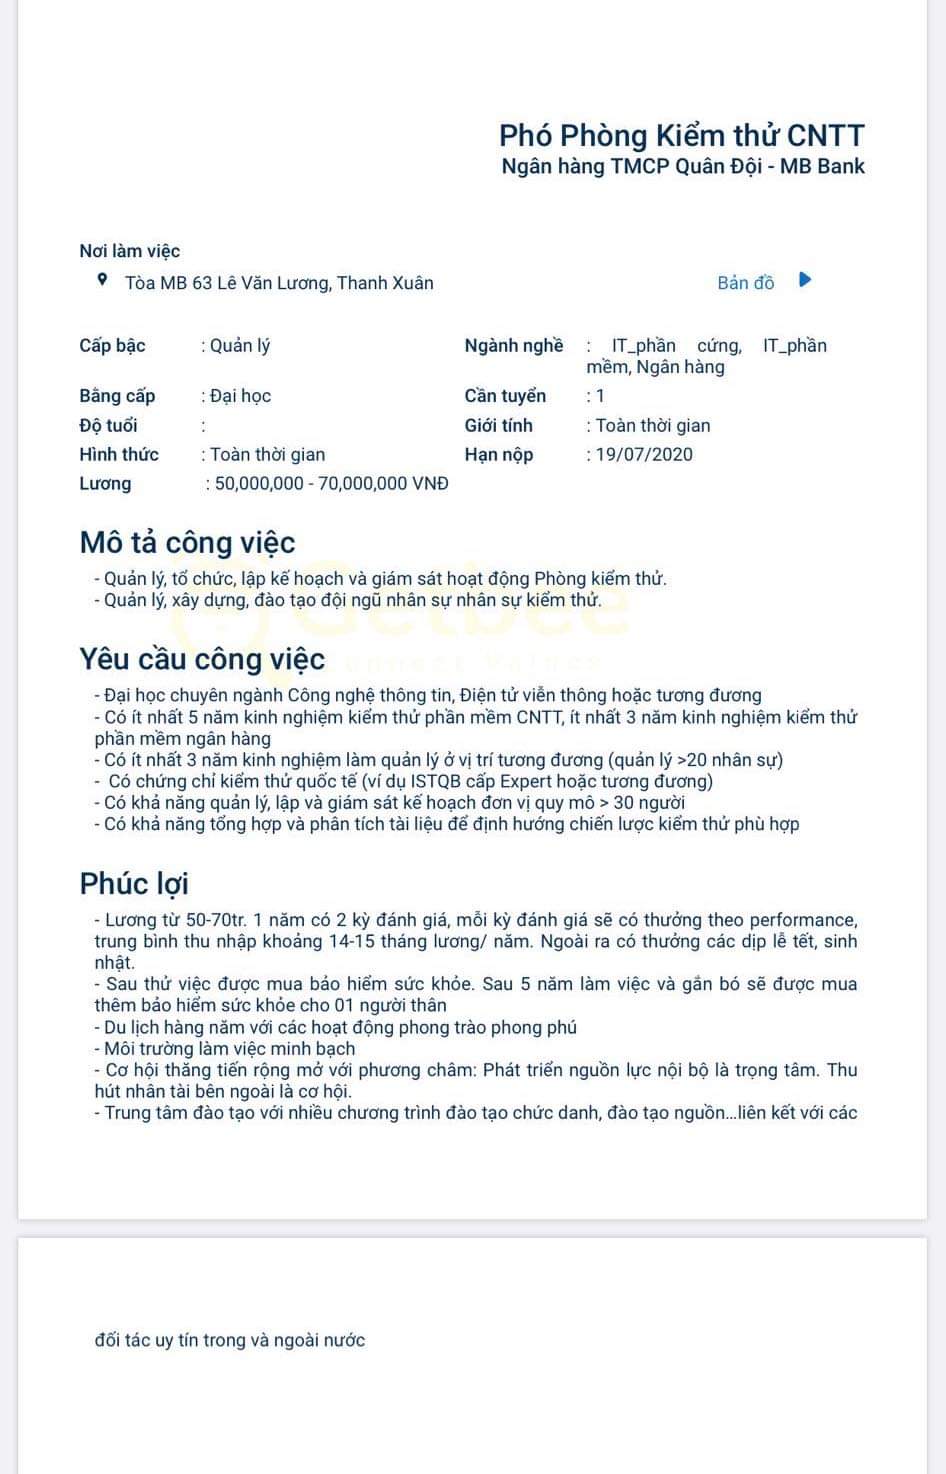 Phó Phòng Kiểm thử CNTT
Ngân hàng TMCP Quân Đội - MB Bank
Nơi làm việc
Tòa MB 63 Lê Văn Lương, Thanh Xuân
Bản đồ
Cấp bậc : Quản lý
Ngành nghề : IT_phần cứng, IT_phần
mềm, Ngân hàng
Bằng cấp : Đại học
Cần tuyển : 1
Độ tuổi :
Giới tính : Toàn thời gian
Hình thức : Toàn thời gian
Hạn nộp : 19/07/2020
Lương : 50,000,000 - 70,000,000 VNĐ
Mô tả công việc
- Quản lý, tổ chức, lập kế hoạch và giám sát hoạt động Phòng kiểm thử.
- Quản lý, xây dựng, đào tạo đội ngũ nhân sự nhân sự kiểm thử.
Getbee
Connect Values
Yêu cầu công việc
- Đại học chuyên ngành Công nghệ thông tin, Điện tử viễn thông hoặc tương đương
- Có ít nhất 5 năm kinh nghiệm kiểm thử phần mềm CNTT, ít nhất 3 năm kinh nghiệm kiểm thử
phần mềm ngân hàng
- Có ít nhất 3 năm kinh nghiệm làm quản lý ở vị trí tương đương (quản lý >20 nhân sự)
- Có chứng chỉ kiểm thử quốc tế (ví dụ ISTQB cấp Expert hoặc tương đương)
- Có khả năng quản lý, lập và giám sát kế hoạch đơn vị quy mô > 30 người
- Có khả năng tổng hợp và phân tích tài liệu để định hướng chiến lược kiểm thử phù hợp
Phúc lợi
- Lương từ 50-70tr. 1 năm có 2 kỳ đánh giá, mỗi kỳ đánh giá sẽ có thưởng theo performance,
trung bình thu nhập khoảng 14-15 tháng lương/ năm. Ngoài ra có thưởng các dịp lễ tết, sinh
nhật.
- Sau thử việc được mua bảo hiểm sức khỏe. Sau 5 năm làm việc và gắn bó sẽ được mua
thêm bảo hiểm sức khỏe cho 01 người thân
- Du lịch hàng năm với các hoạt động phong trào phong phú
- Môi trường làm việc minh bạch
- Cơ hội thăng tiến rộng mở với phương châm: Phát triển nguồn lực nội bộ là trọng tâm. Thu
hút nhân tài bên ngoài là cơ hội.
- Trung tâm đào tạo với nhiều chương trình đào tạo chức danh, đào tạo nguồn...liên kết với các
đối tác uy tín trong và ngoài nước